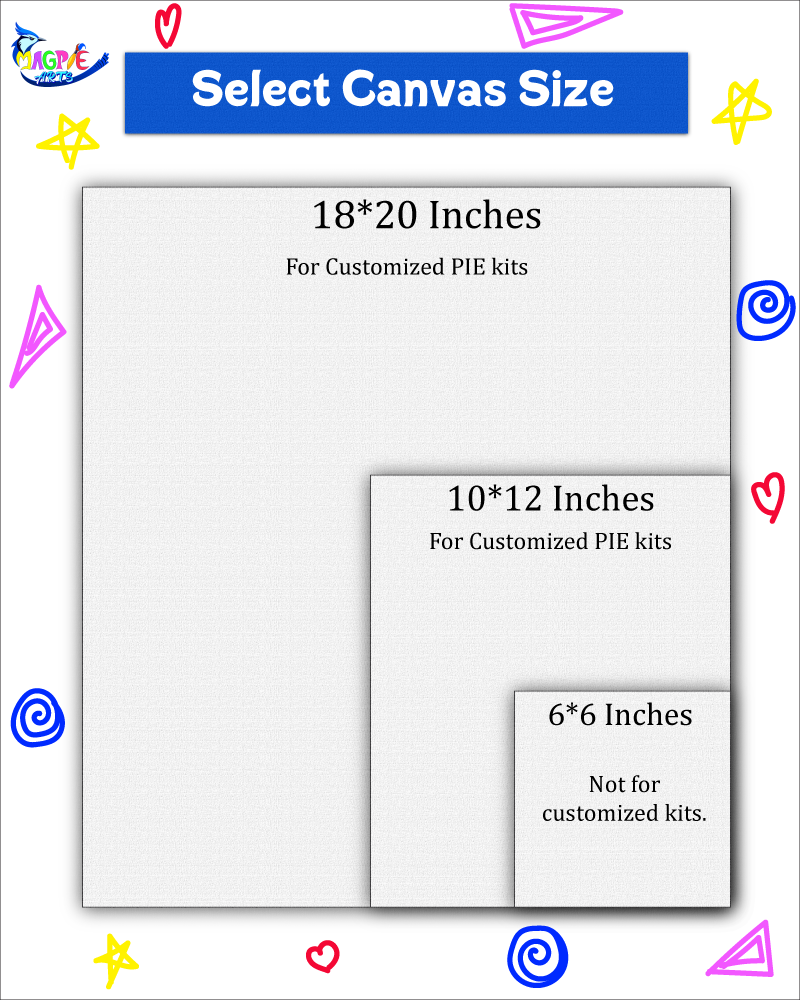 MAGPIE
ARTS
Select Canvas Size
18*20 Inches
For Customized PIE kits
10*12 Inches
For Customized PIE kits
6*6 Inches
Not for
customized kits.